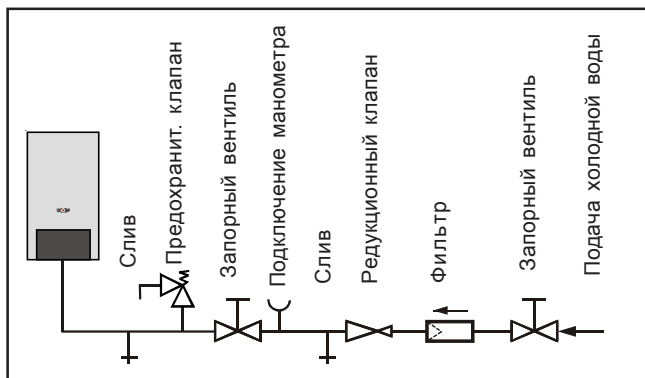 Слив
Предохранит. клапан
Запорный вентиль
Подключение манометра
Слив
Редукционный клапан
Фильтр
Запорный вентиль
Подача холодной воды